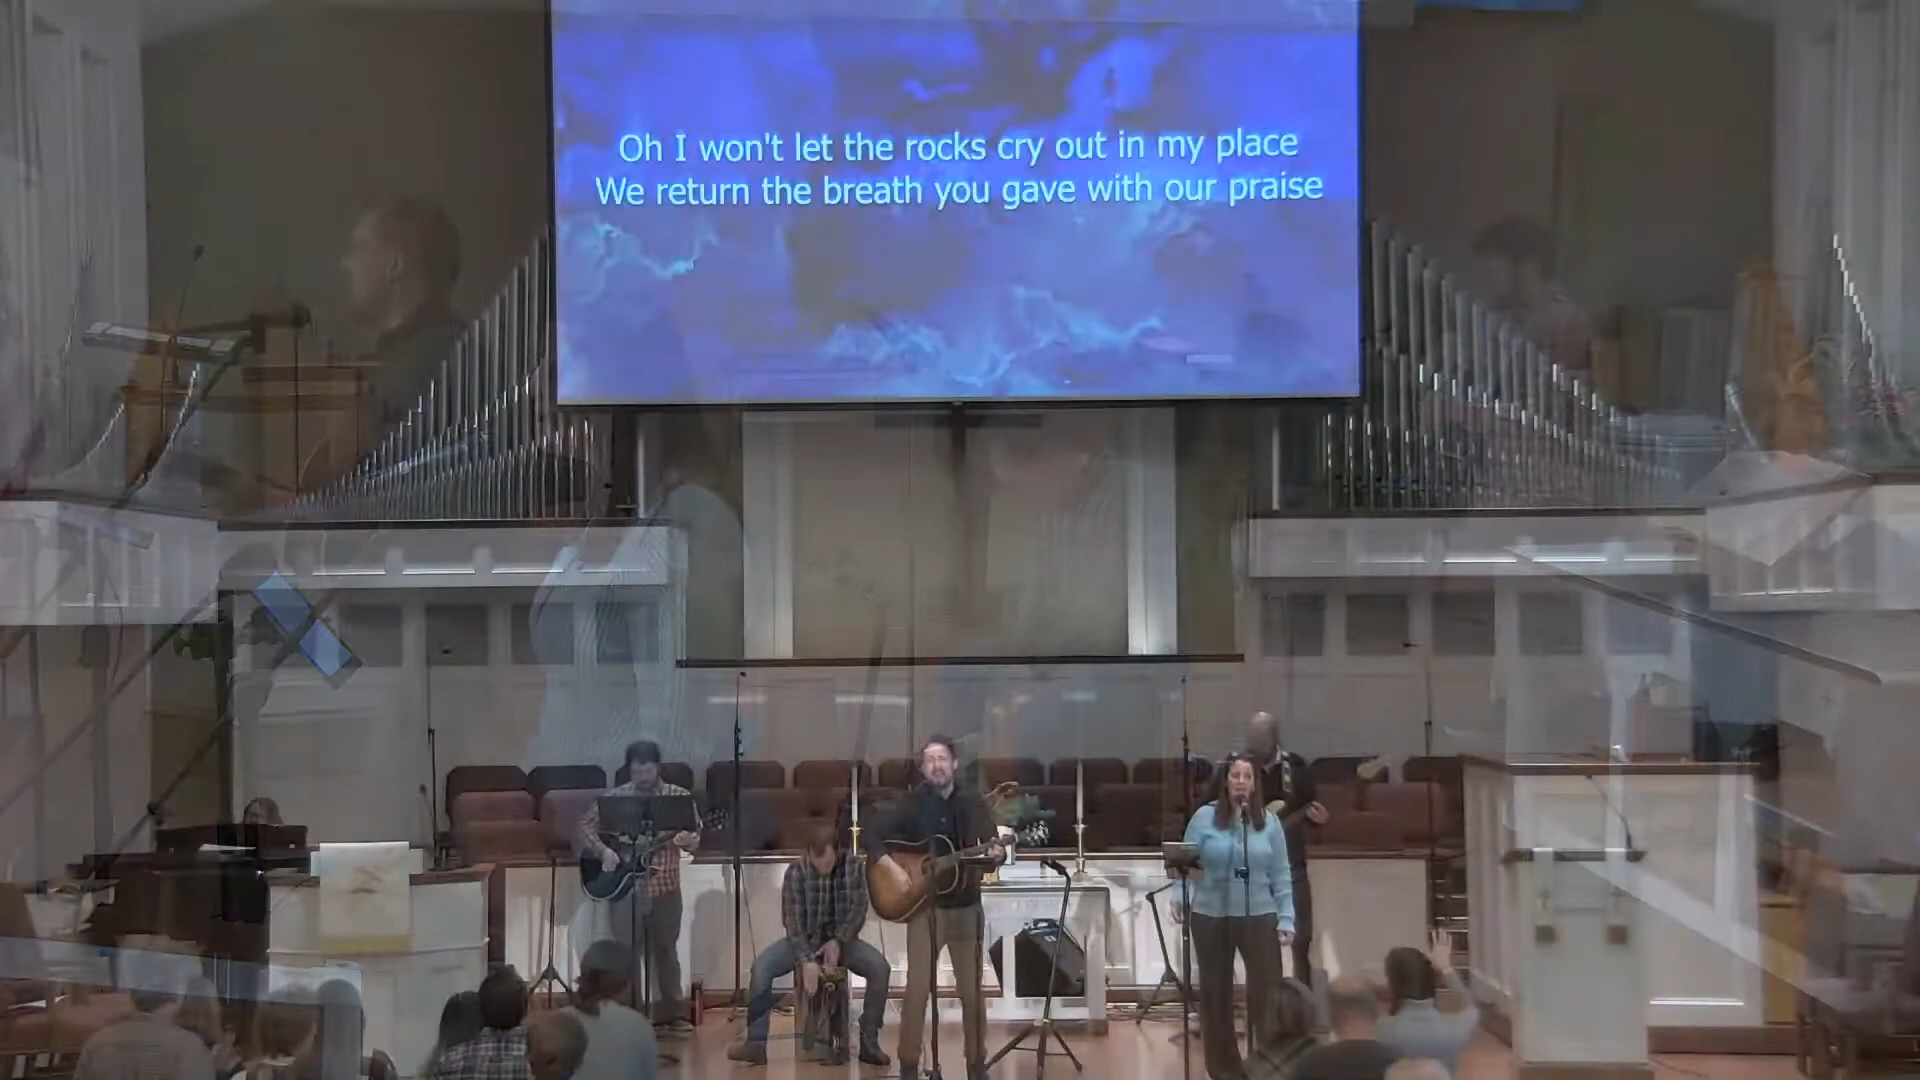 Oh I won't let the rocks cry out in my place
We return the breath you gave with our praise